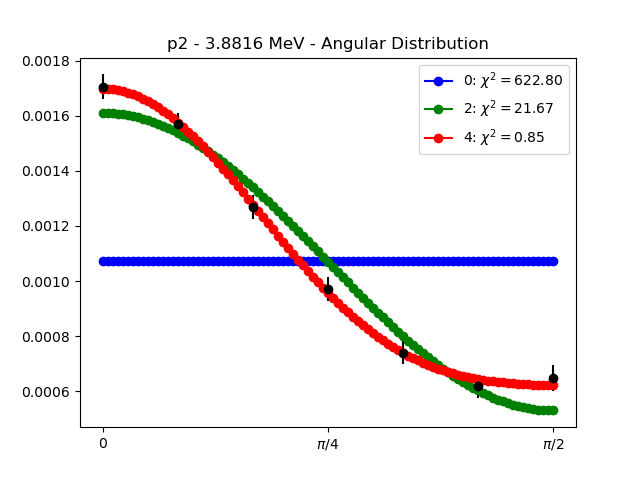 p2 - 3.8816 MeV - Angular Distribution
0.0018
0.0016
0.0014
0.0012
0.0010
0.0008
0.0006
0: χ² = 622.80
2: χ² = 21.67
4: χ² = 0.85
0
π/4
π/2